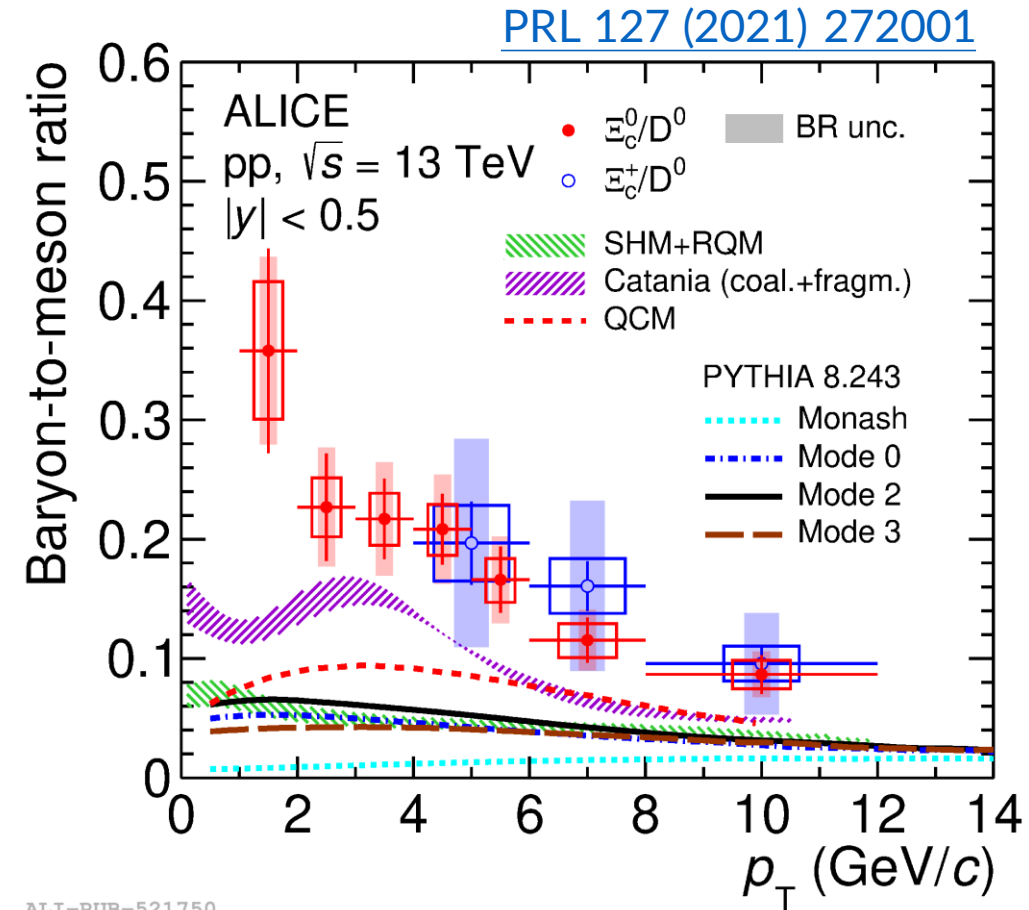 PRL 127 (2021) 272001
Baryon-to-meson ratio
0.6
0.5
0.4
0.3
0.2
0.1
0
ALICE
pp, √s = 13 TeV
|y| < 0.5
Ξc⁰/D⁰
BR unc.
Ξc⁺/D⁰
SHM+RQM
Catania (coal.+fragm.)
QCM
PYTHIA 8.243
Monash
Mode 0
Mode 2
Mode 3
0 2 4 6 8 10 12 14
pT (GeV/c)
ALI-PUB-521750